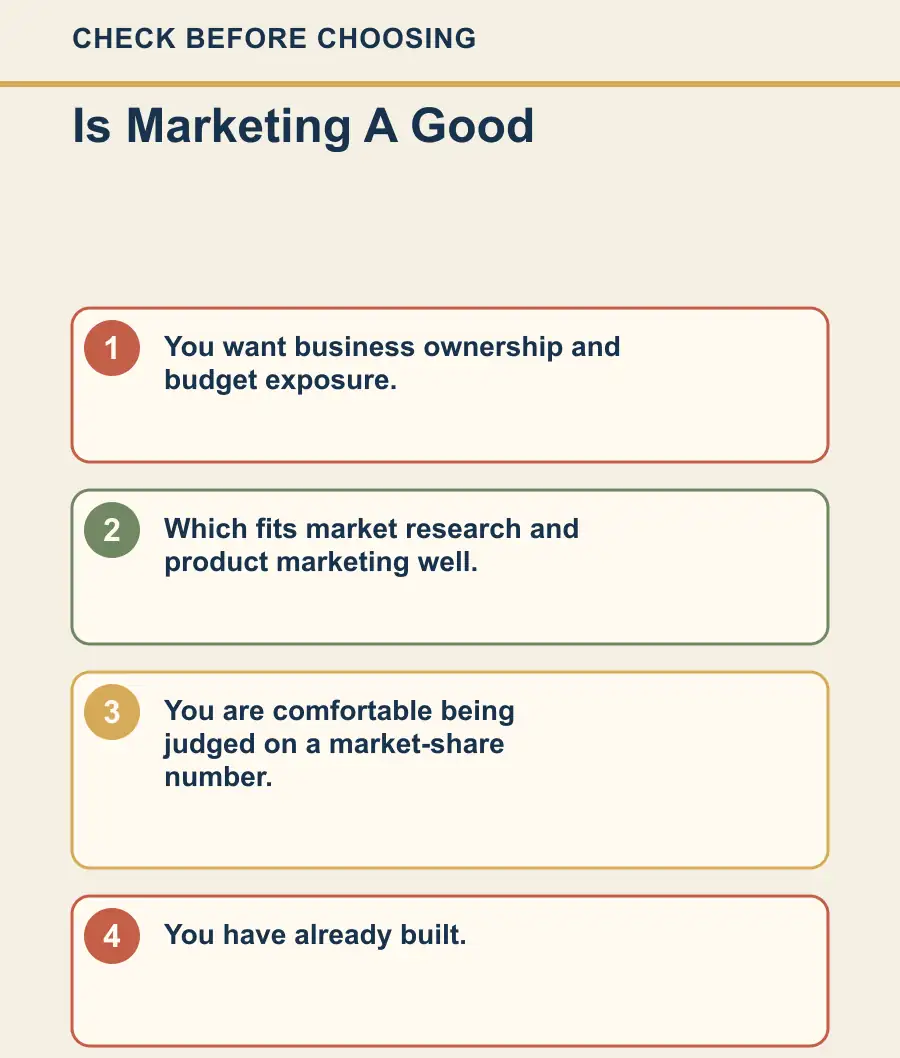 CHECK BEFORE CHOOSING
Is Marketing A Good
1
You want business ownership and
budget exposure.
2
Which fits market research and
product marketing well.
3
You are comfortable being
judged on a market-share
number.
4
You have already built.